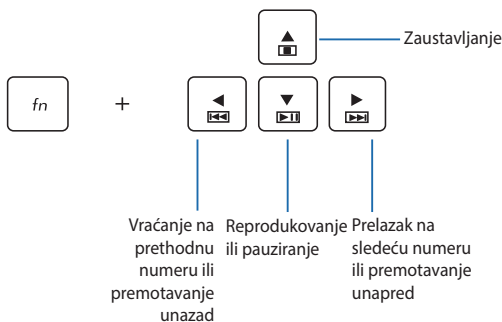 Zaustavljanje
fn
+
Vraćanje na
prethodnu
numeru ili
premotavanje
unazad
Reprodukovanje
ili pauziranje
Prelazak na
sledeću numeru
ili premotavanje
unapred